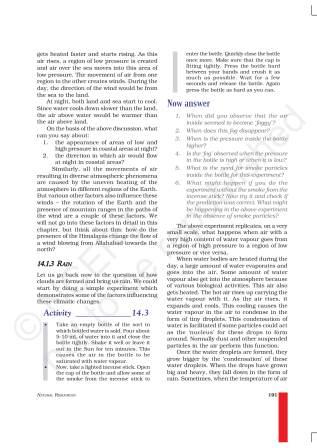 gets heated faster and starts rising. As this
air rises, a region of low pressure is created
and air over the sea moves into this area of
low pressure. The movement of air from one
region to the other creates winds. During the
day, the direction of the wind would be from
the sea to the land.
At night, both land and sea start to cool.
Since water cools down slower than the land,
the air above water would be warmer than
the air above land.
On the basis of the above discussion, what
can you say about:
1. the appearance of areas of low and
high pressure in coastal areas at night?
2. the direction in which air would flow
at night in coastal areas?
Similarly, all the movements of air
resulting in diverse atmospheric phenomena
are caused by the uneven heating of the
atmosphere in different regions of the Earth.
But various other factors also influence these
winds – the rotation of the Earth and the
presence of mountain ranges in the paths of
the wind are a couple of these factors. We
will not go into these factors in detail in this
chapter, but think about this: how do the
presence of the Himalayas change the flow of
a wind blowing from Allahabad towards the
north?
14.1.3 RAIN
Let us go back now to the question of how
clouds are formed and bring us rain. We could
start by doing a simple experiment which
demonstrates some of the factors influencing
these climatic changes.
Activity 14.3
• Take an empty bottle of the sort in
which bottled water is sold. Pour about
5-10 mL of water into it and close the
bottle tightly. Shake it well or leave it
out in the Sun for ten minutes. This
causes the air in the bottle to be
saturated with water vapour.
• Now, take a lighted incense stick. Open
the cap of the bottle and allow some of
the smoke from the incense stick to
enter the bottle. Quickly close the bottle
once more. Make sure that the cap is
fitting tightly. Press the bottle hard
between your hands and crush it as
much as possible. Wait for a few
seconds and release the bottle. Again
press the bottle as hard as you can.
Now answer
1. When did you observe that the air
inside seemed to become 'foggy'?
2. When does this fog disappear?
3. When is the pressure inside the bottle
higher?
4. Is the 'fog' observed when the pressure
in the bottle is high or when it is low?
5. What is the need for smoke particles
inside the bottle for this experiment?
6. What might happen if you do the
experiment without the smoke from the
incense stick? Now try it and check if
the prediction was correct. What might
be happening in the above experiment
in the absence of smoke particles?
The above experiment replicates, on a very
small scale, what happens when air with a
very high content of water vapour goes from
a region of high pressure to a region of low
pressure or vice versa.
When water bodies are heated during the
day, a large amount of water evaporates and
goes into the air. Some amount of water
vapour also get into the atmosphere because
of various biological activities. This air also
gets heated. The hot air rises up carrying the
water vapour with it. As the air rises, it
expands and cools. This cooling causes the
water vapour in the air to condense in the
form of tiny droplets. This condensation of
water is facilitated if some particles could act
as the 'nucleus' for these drops to form
around. Normally dust and other suspended
particles in the air perform this function.
Once the water droplets are formed, they
grow bigger by the 'condensation' of these
water droplets. When the drops have grown
big and heavy, they fall down in the form of
rain. Sometimes, when the temperature of air
NATURAL RESOURCES
191